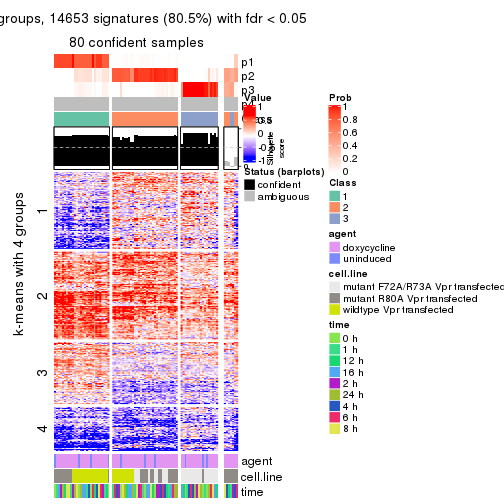 groups, 14653 signatures (80.5%) with fdr < 0.05
80 confident samples
p1
p2
p3
k-means with 4 groups
1
2
3
4
agent
cell.line
time
Value
1
0
Silhouette
score
Status (barplots)
confident
ambiguous
Prob
1
0.8
0.6
0.4
0.2
0
Class
1
2
3
agent
doxycycline
uninduced
cell.line
mutant F72A/R73A Vpr transfected
mutant R80A Vpr transfected
wildtype Vpr transfected
time
0 h
1 h
12 h
16 h
2 h
24 h
4 h
6 h
8 h